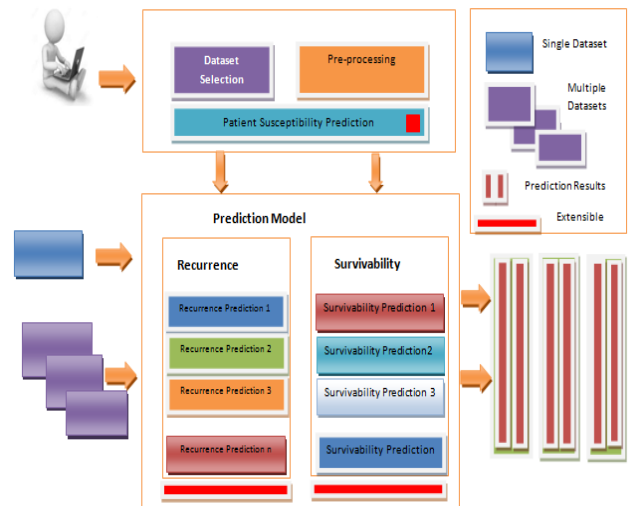 Dataset
Selection
Pre-processing
Patient Susceptibility Prediction
Single Dataset
Multiple
Datasets
Prediction Results
Extensible
Prediction Model
Recurrence
Recurrence Prediction 1
Recurrence Prediction 2
Recurrence Prediction 3
Recurrence Prediction n
Survivability
Survivability Prediction 1
Survivability Prediction2
Survivability Prediction 3
Survivability Prediction